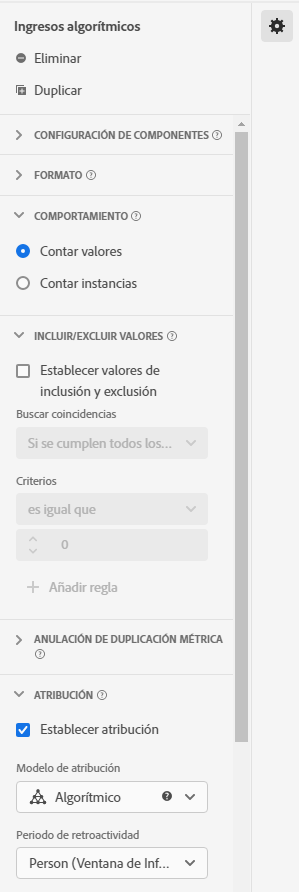 Ingresos algorítmicos
Eliminar
Duplicar
CONFIGURACIÓN DE COMPONENTES
FORMATO
COMPORTAMIENTO
Contar valores
Contar instancias
INCLUIR/EXCLUIR VALORES
Establecer valores de
inclusión y exclusión
Buscar coincidencias
Si se cumplen todos los...
Criterios
es igual que
0
Añadir regla
ANULACIÓN DE DUPLICACIÓN MÉTRICA
ATRIBUCIÓN
Establecer atribución
Modelo de atribución
Algorítmico
Periodo de retroactividad
Person (Ventana de Inf...